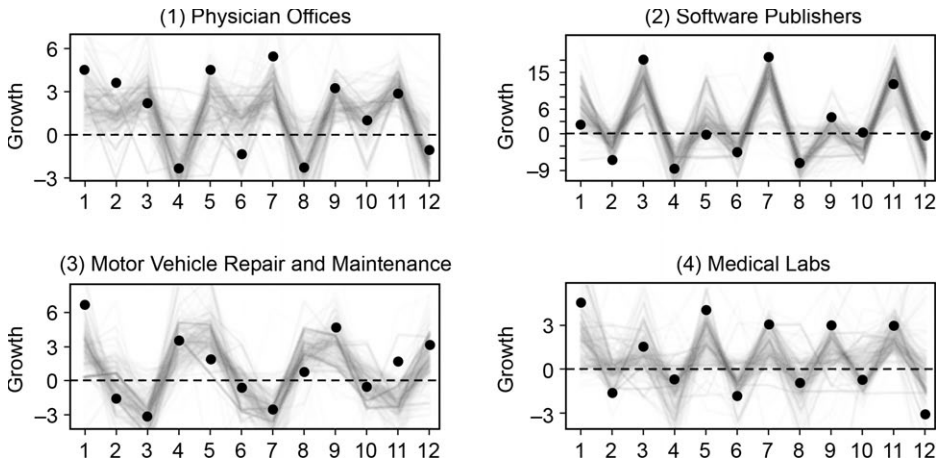 (1) Physician Offices
Growth
6
3
0
−3
1 2 3 4 5 6 7 8 9 10 11 12
(2) Software Publishers
Growth
15
6
0
−9
1 2 3 4 5 6 7 8 9 10 11 12
(3) Motor Vehicle Repair and Maintenance
Growth
6
3
0
−3
1 2 3 4 5 6 7 8 9 10 11 12
(4) Medical Labs
Growth
3
0
−3
1 2 3 4 5 6 7 8 9 10 11 12